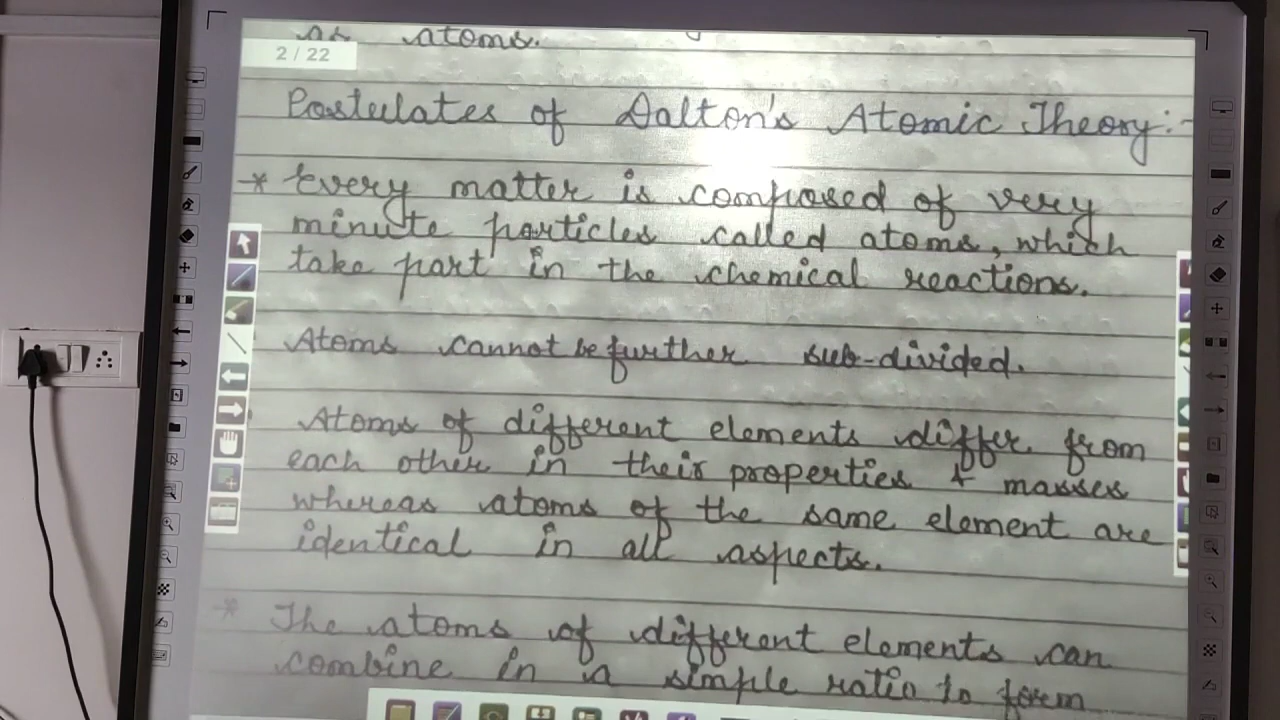 as atoms.
2 / 22
Postulates of Dalton's Atomic Theory:-
* Every matter is composed of very
minute particles called atoms, which
take part in the chemical reactions.
Atoms cannot be further sub-divided.
Atoms of different elements differ from
each other in their properties & masses
whereas atoms of the same element are
identical in all aspects.
* The atoms of different elements can
combine in a simple ratio to form